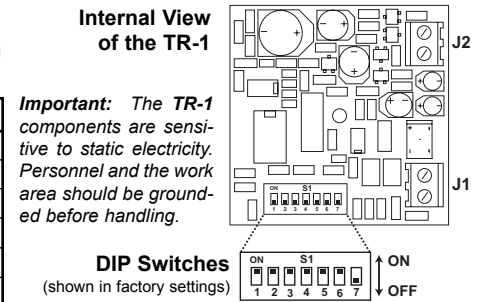 Internal View
of the TR-1
J2
Important: The TR-1
components are sensi-
tive to static electricity.
Personnel and the work
area should be ground-
ed before handling.
J1
ON S1
1 2 3 4 5 6 7
DIP Switches
(shown in factory settings)
ON S1
1 2 3 4 5 6 7
ON
OFF